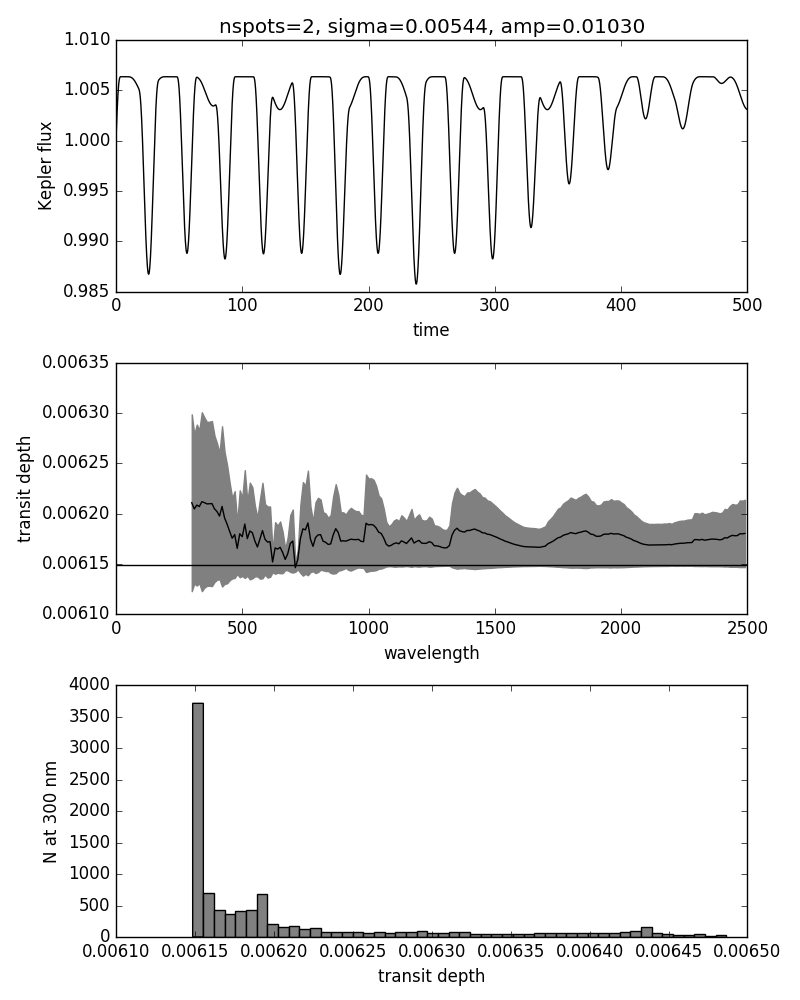 nspots=2, sigma=0.00544, amp=0.01030
1.010
1.005
1.000
0.995
0.990
0.985
Kepler flux
0 100 200 300 400 500
time
0.00635
0.00630
0.00625
0.00620
0.00615
0.00610
transit depth
0 500 1000 1500 2000 2500
wavelength
4000
3500
3000
2500
2000
1500
1000
500
0
N at 300 nm
0.00610 0.00615 0.00620 0.00625 0.00630 0.00635 0.00640 0.00645 0.00650
transit depth